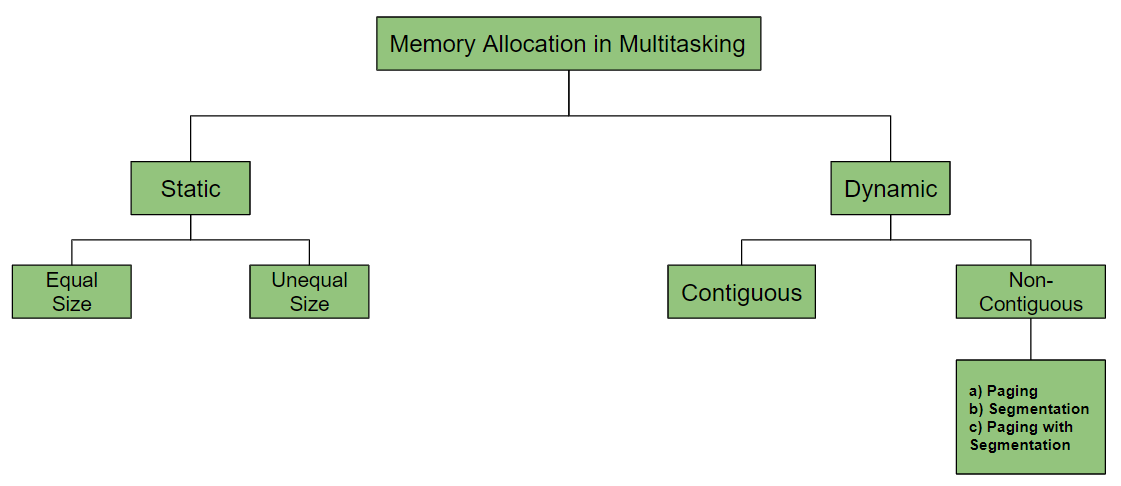 Memory Allocation in Multitasking
Static
Dynamic
Equal
Size
Unequal
Size
Contiguous
Non-
Contiguous
a) Paging
b) Segmentation
c) Paging with
Segmentation